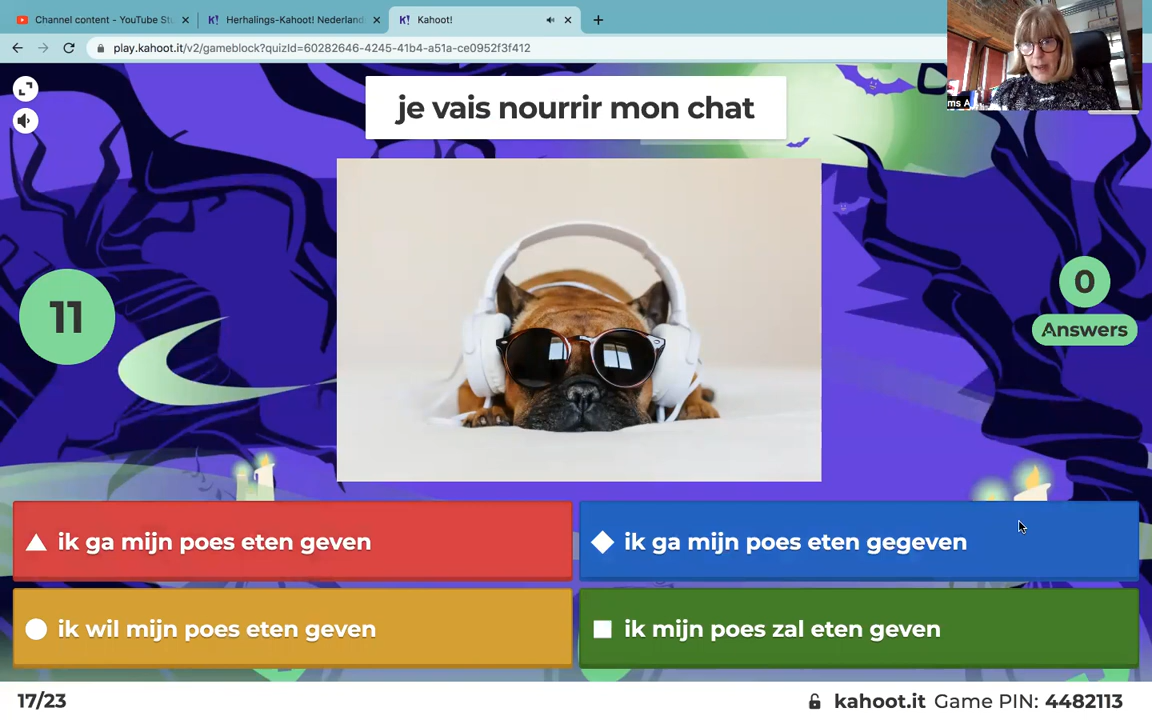 Channel content - YouTube St
Herhalings-Kahoot! Nederland
Kahoot!
play.kahoot.it/v2/gameblock?quizId=60282646-4245-41b4-a51a-ce0952f3f412
ms A
je vais nourrir mon chat
11
0
Answers
ik ga mijn poes eten geven
ik ga mijn poes eten gegeven
ik wil mijn poes eten geven
ik mijn poes zal eten geven
17/23
kahoot.it Game PIN: 4482113